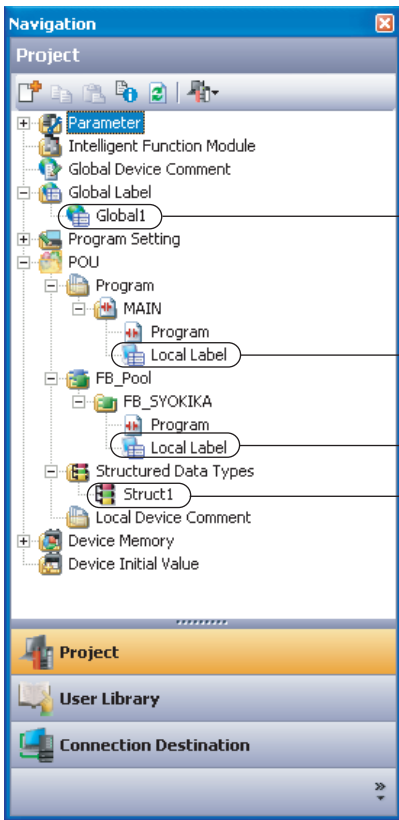 Navigation
Project
Parameter
Intelligent Function Module
Global Device Comment
Global Label
Global1
Program Setting
POU
Program
MAIN
Program
Local Label
FB_Pool
FB_SYOKIKA
Program
Local Label
Structured Data Types
Struct1
Local Device Comment
Device Memory
Device Initial Value
Project
User Library
Connection Destination